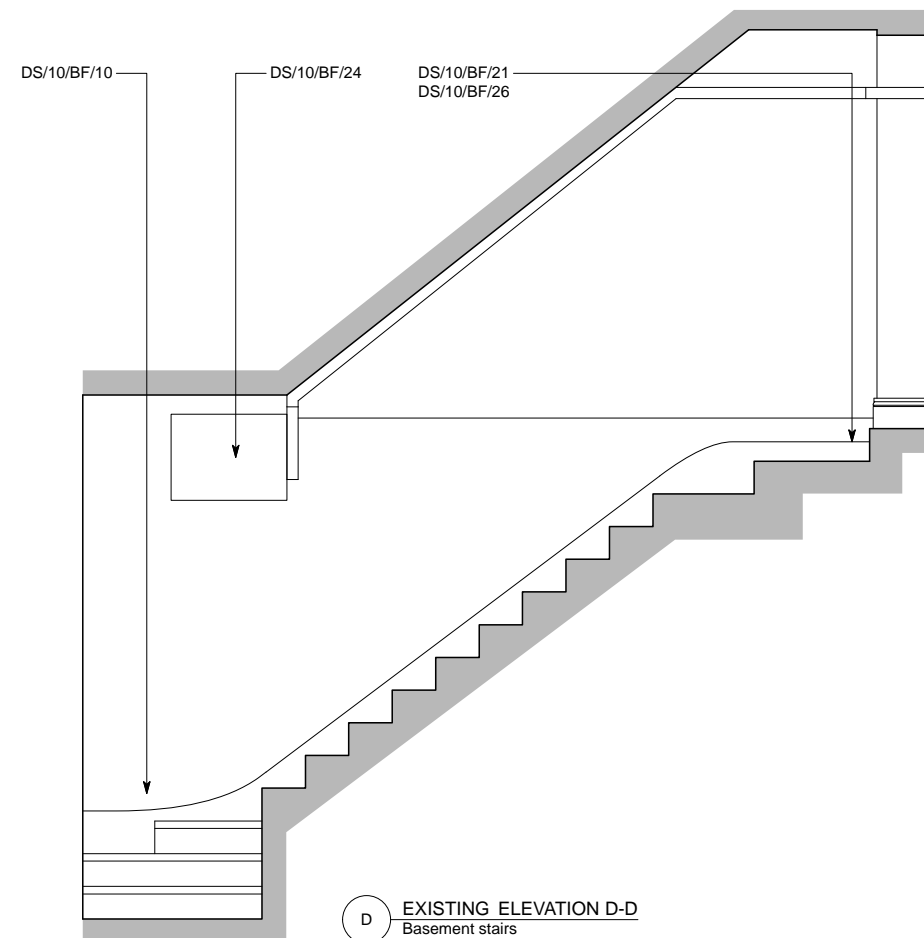 DS/10/BF/10
DS/10/BF/24
DS/10/BF/21
DS/10/BF/26
D
EXISTING ELEVATION D-D
Basement stairs